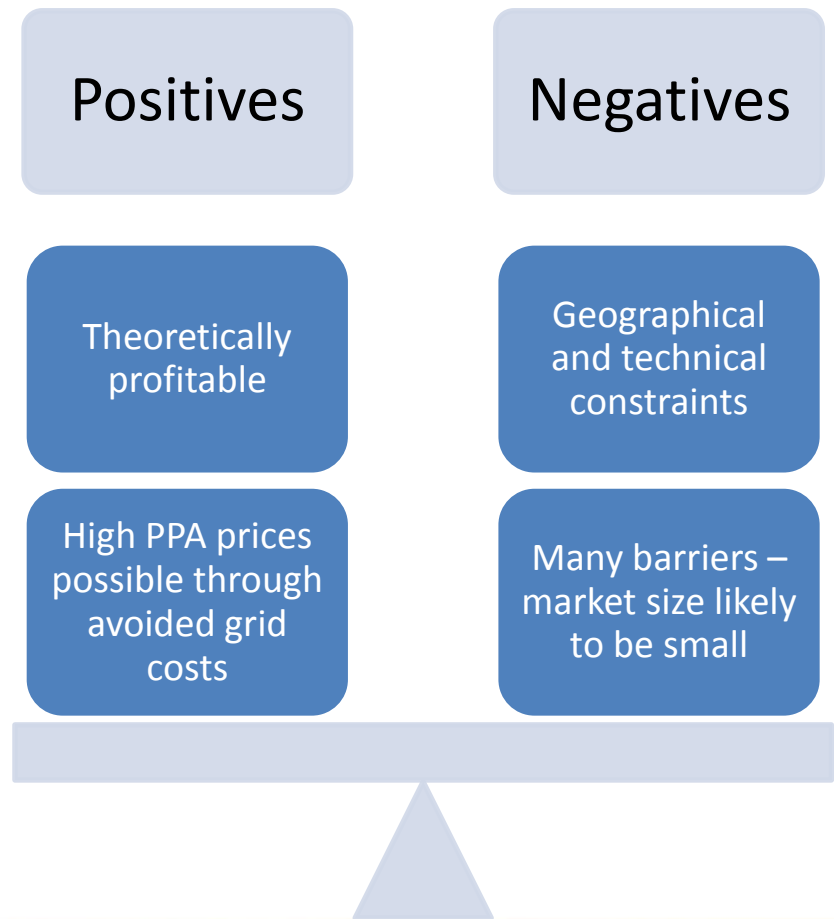 Positives
Negatives
Theoretically
profitable
Geographical
and technical
constraints
High PPA prices
possible through
avoided grid
costs
Many barriers –
market size likely
to be small